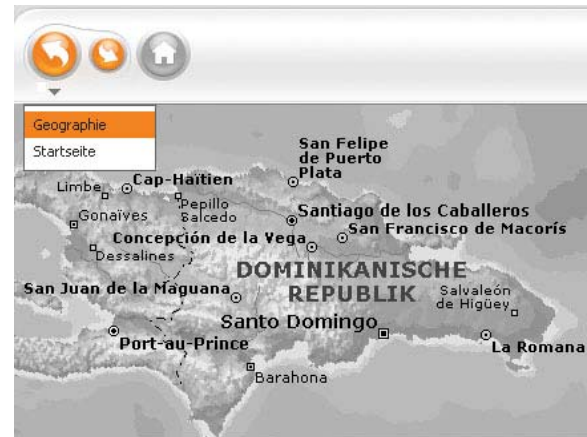 Geographie
Startseite
San Felipe
de Puerto
Plata
Limbe
Cap-Haïtien
Pepillo
Salcedo
Gonaïves
Santiago de los Caballeros
San Francisco de Macorís
Concepción de la Vega
Dessalines
DOMINIKANISCHE
REPUBLIK
San Juan de la Maguana
Salvaleón
de Higüey
Santo Domingo
Port-au-Prince
La Romana
Barahona